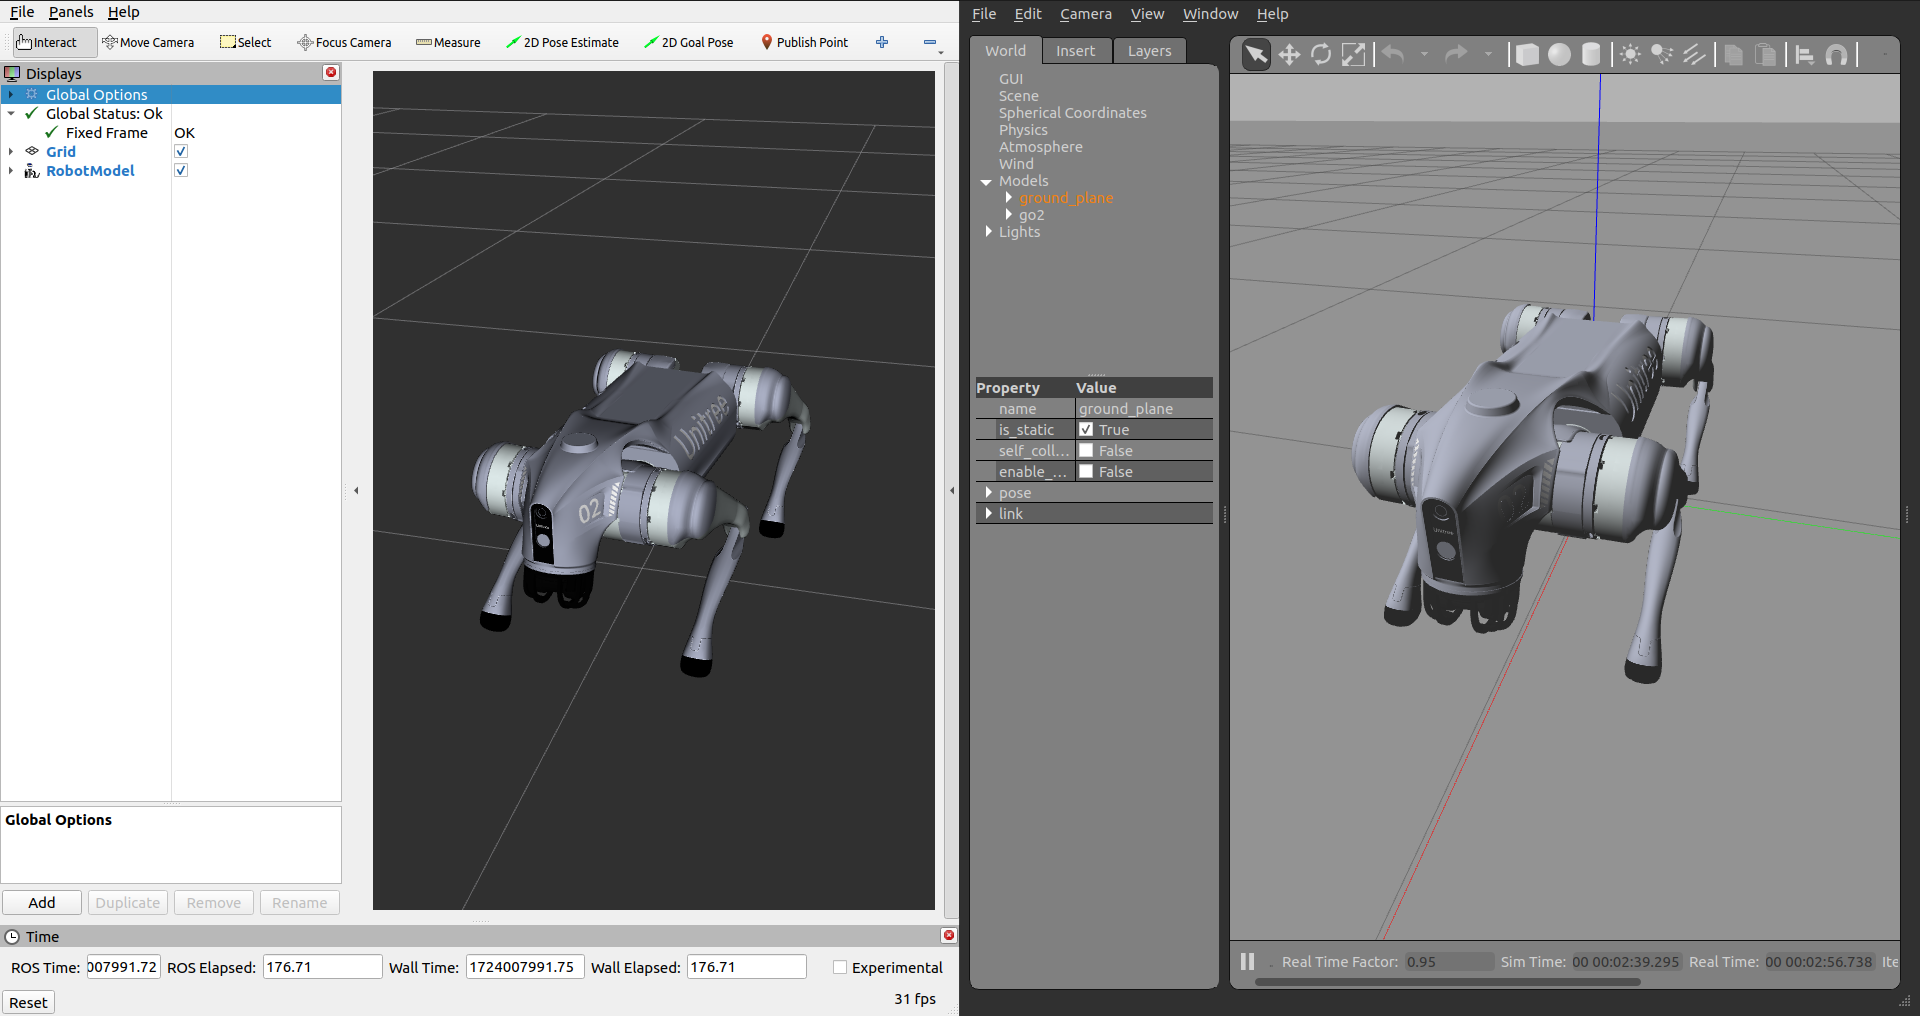 File Panels Help
Interact Move Camera Select Focus Camera Measure 2D Pose Estimate 2D Goal Pose Publish Point
Displays
Global Options
Global Status: Ok
Fixed Frame OK
Grid
RobotModel
Unitree
02
Global Options
Add Duplicate Remove Rename
Time
ROS Time: 007991.72 ROS Elapsed: 176.71 Wall Time: 1724007991.75 Wall Elapsed: 176.71 Experimental
Reset 31 fps
File Edit Camera View Window Help
World Insert Layers
GUI
Scene
Spherical Coordinates
Physics
Atmosphere
Wind
Models
ground_plane
go2
Lights
Property Value
name ground_plane
is_static True
self_coll... False
enable_... False
pose
link
Unitree
Real Time Factor: 0.95 Sim Time: 00 00:02:39.295 Real Time: 00 00:02:56.738 Ite